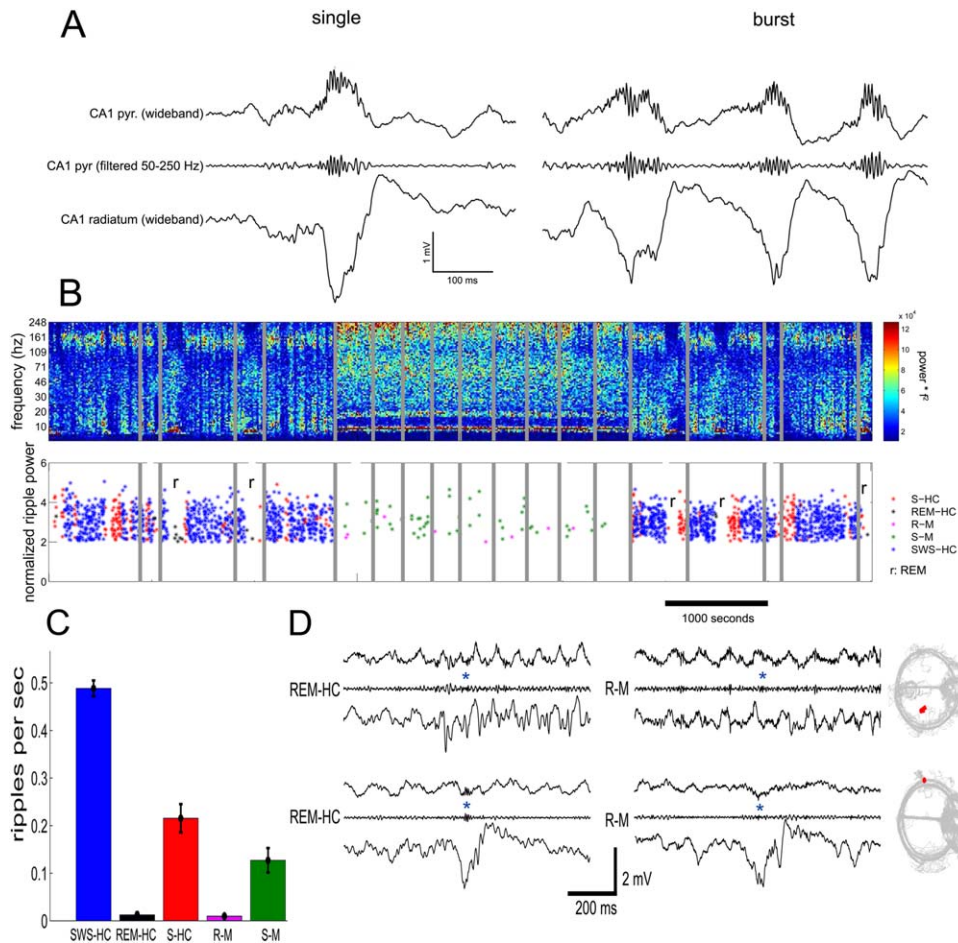 A
single
burst
CA1 pyr. (wideband)
CA1 pyr (filtered 50-250 Hz)
CA1 radiatum (wideband)
1 mV
100 ms
B
frequency (hz)
248
161
109
71
46
30
20
10
x 10⁴
12
10
8
6
4
2
normalized ripple power
6
4
2
0
r
r
r
r
r
S-HC
REM-HC
R-M
S-M
SWS-HC
r: REM
1000 seconds
C
ripples per sec
0.5
0.4
0.3
0.2
0.1
0
SWS-HC
REM-HC
S-HC
R-M
S-M
D
REM-HC
*
R-M
*
REM-HC
*
R-M
*
2 mV
200 ms